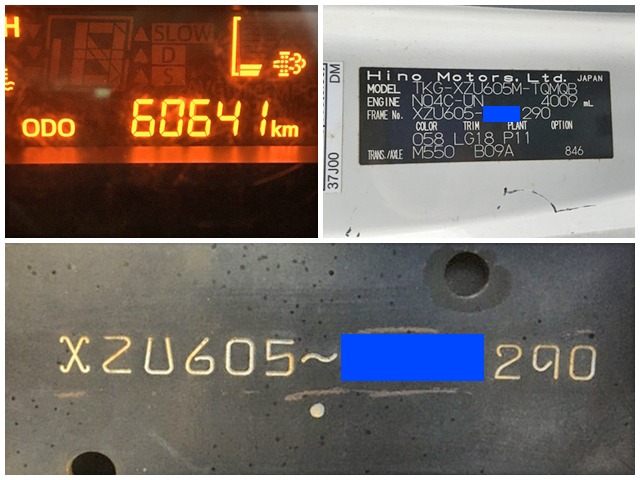 H
SLOW
D
S
ODO 60641km
DM
37J00
Hino Motors, Ltd. JAPAN
MODEL TKG-XZU605M-TQMQB
ENGINE N04C-UN 4009 mL
FRAME No. XZU605- 290
COLOR TRIM PLANT OPTION
058 LG18 P11
TRANS./AXLE M550 B09A 846
XZU605~ 290